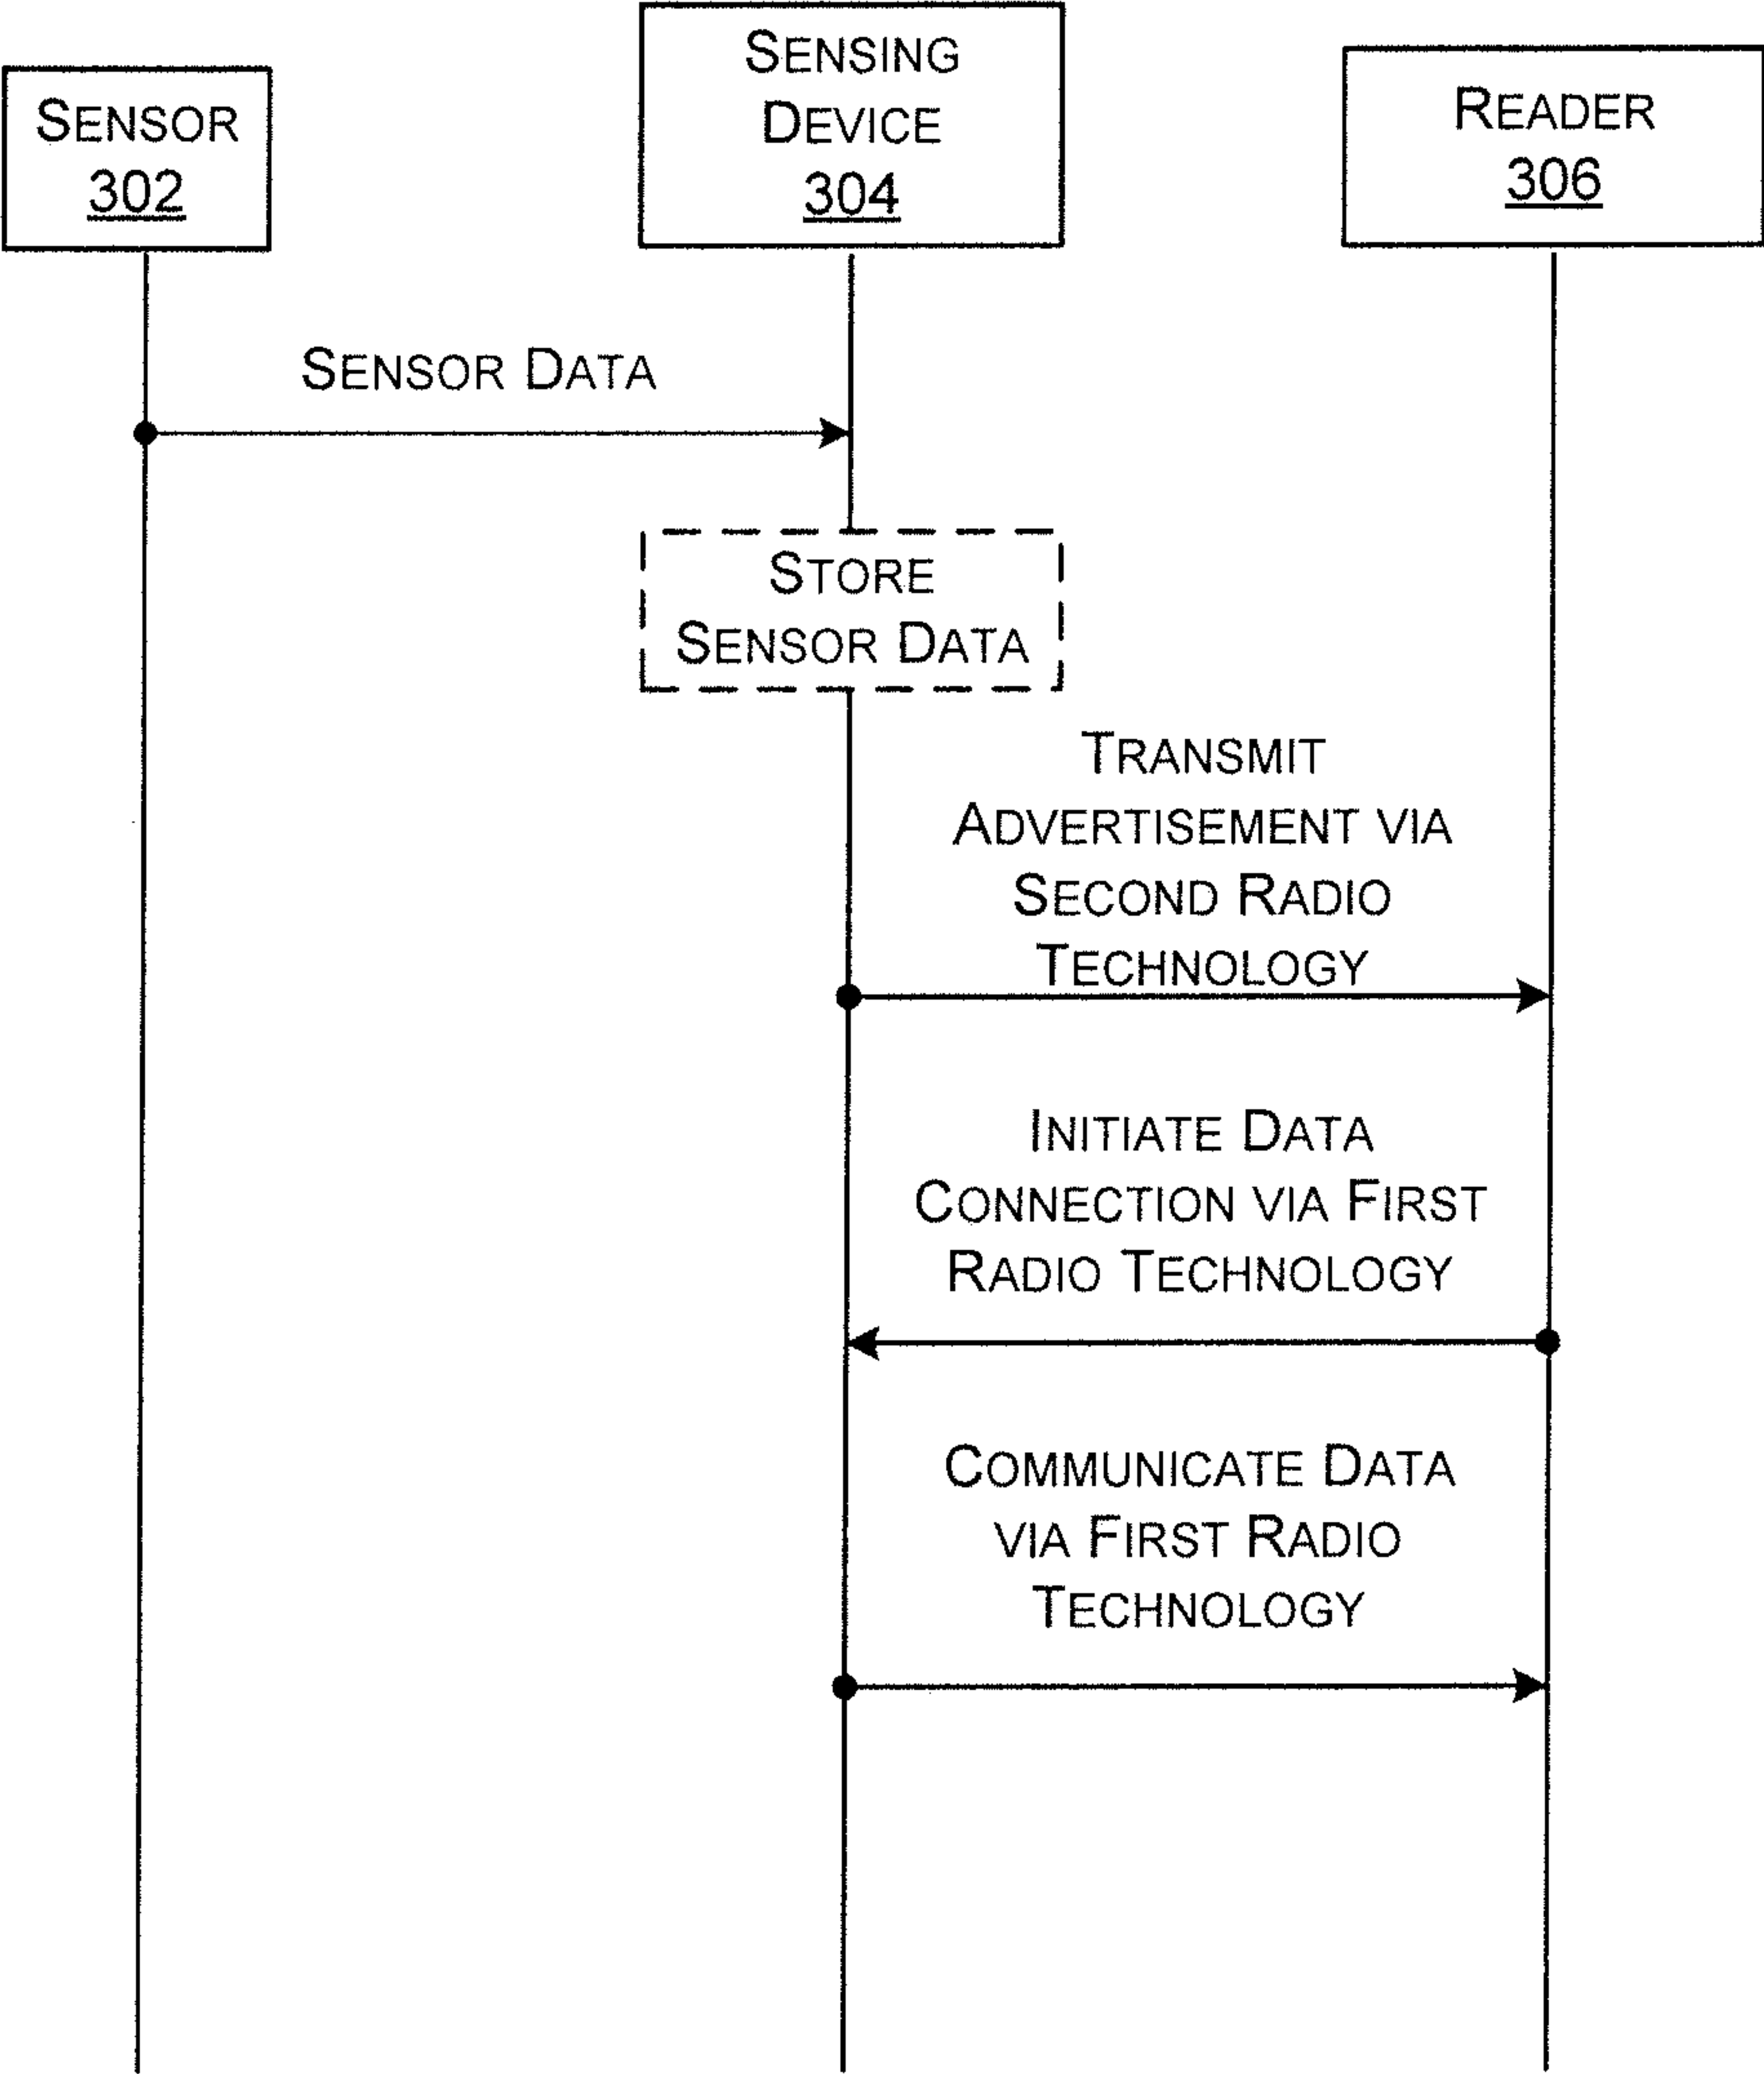 SENSOR
302
SENSING
DEVICE
304
READER
306
SENSOR DATA
STORE
SENSOR DATA
TRANSMIT
ADVERTISEMENT VIA
SECOND RADIO
TECHNOLOGY
INITIATE DATA
CONNECTION VIA FIRST
RADIO TECHNOLOGY
COMMUNICATE DATA
VIA FIRST RADIO
TECHNOLOGY